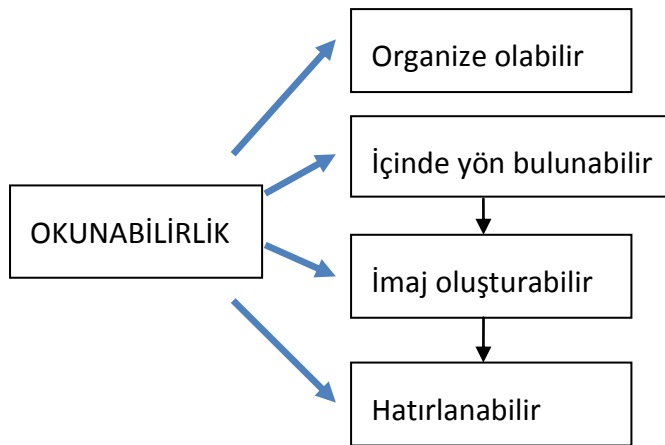 Organize olabilir
İçinde yön bulunabilir
OKUNABİLİRLİK
İmaj oluşturabilir
Hatırlanabilir